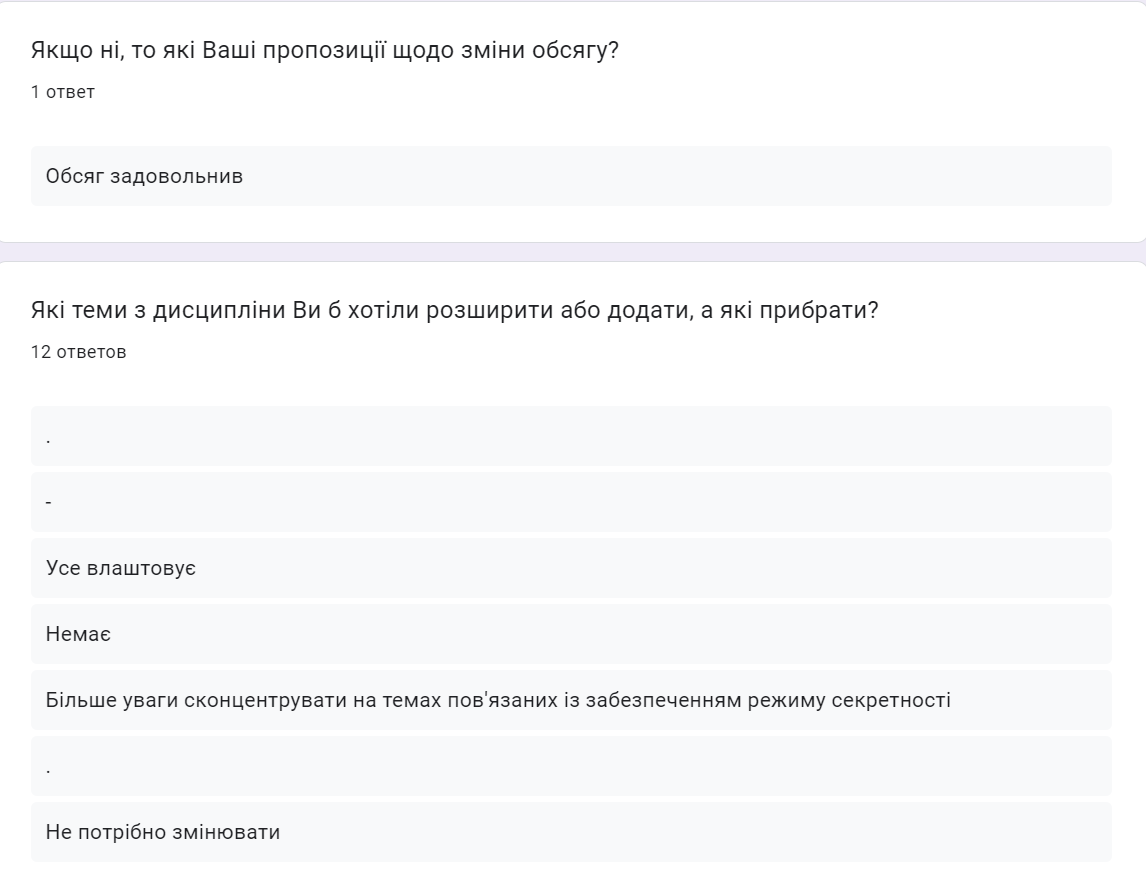 Якщо ні, то які Ваші пропозиції щодо зміни обсягу?
1 ответ
Обсяг задовольнив
Які теми з дисципліни Ви б хотіли розширити або додати, а які прибрати?
12 ответов
.
-
Усе влаштовує
Немає
Більше уваги сконцентрувати на темах пов'язаних із забезпеченням режиму секретності
.
Не потрібно змінювати